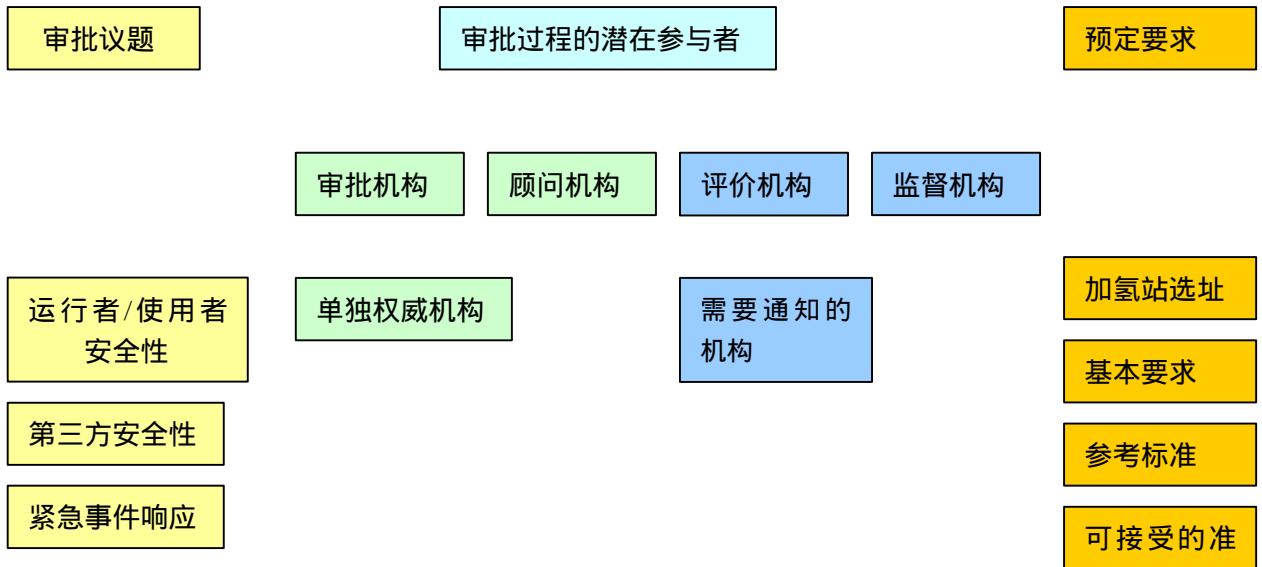 审批议题
审批过程的潜在参与者
预定要求
审批机构
顾问机构
评价机构
监督机构
运行者/使用者
安全性
单独权威机构
需要通知的
机构
加氢站选址
基本要求
第三方安全性
参考标准
紧急事件响应
可接受的准